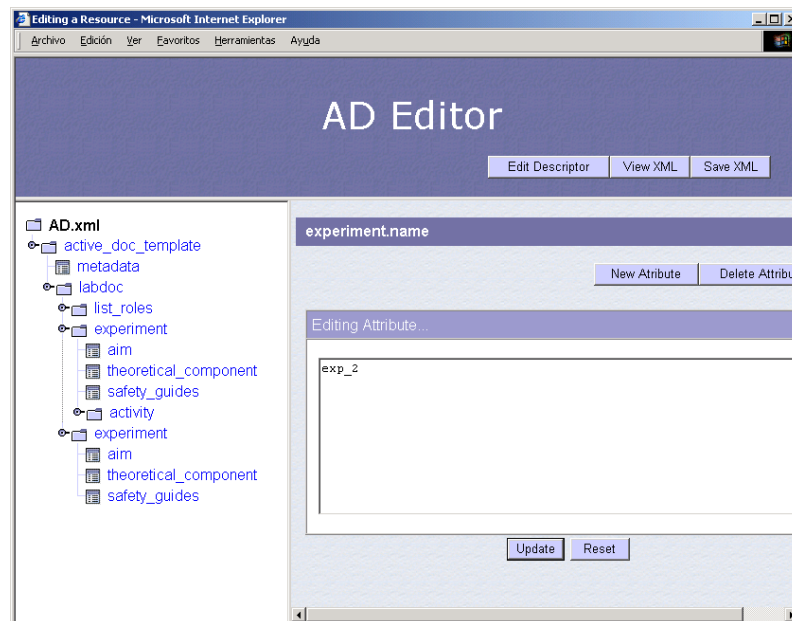 Editing a Resource - Microsoft Internet Explorer
Archivo Edición Ver Favoritos Herramientas Ayuda
AD Editor
Edit Descriptor View XML Save XML
AD.xml
active_doc_template
metadata
labdoc
list_roles
experiment
aim
theoretical_component
safety_guides
activity
experiment
aim
theoretical_component
safety_guides
experiment.name
New Atribute Delete Attribu
Editing Attribute...
exp_2
Update Reset